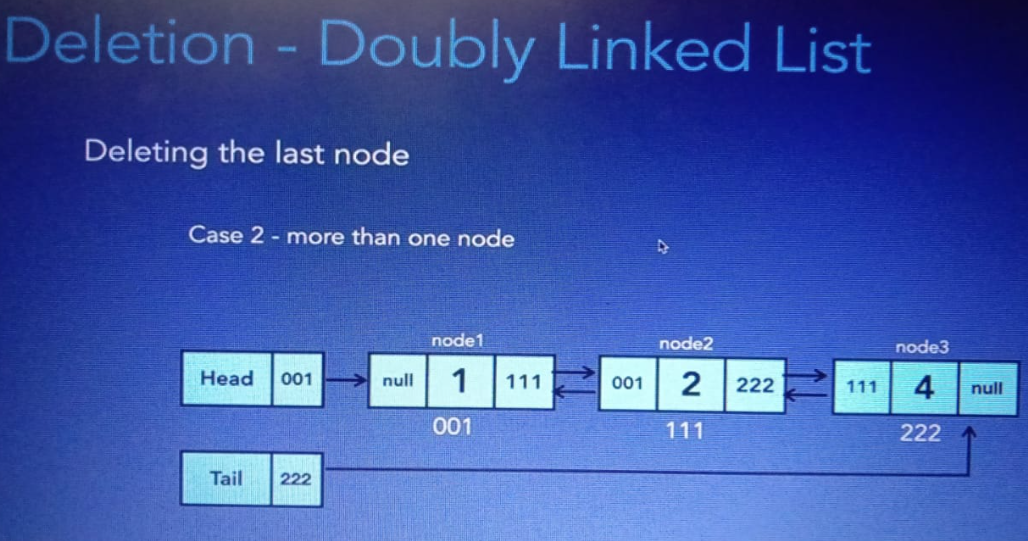 Deletion - Doubly Linked List
Deleting the last node
Case 2 - more than one node
node1 node2 node3
Head 001 null 1 111 001 2 222 111 4 null
001 111 222
Tail 222